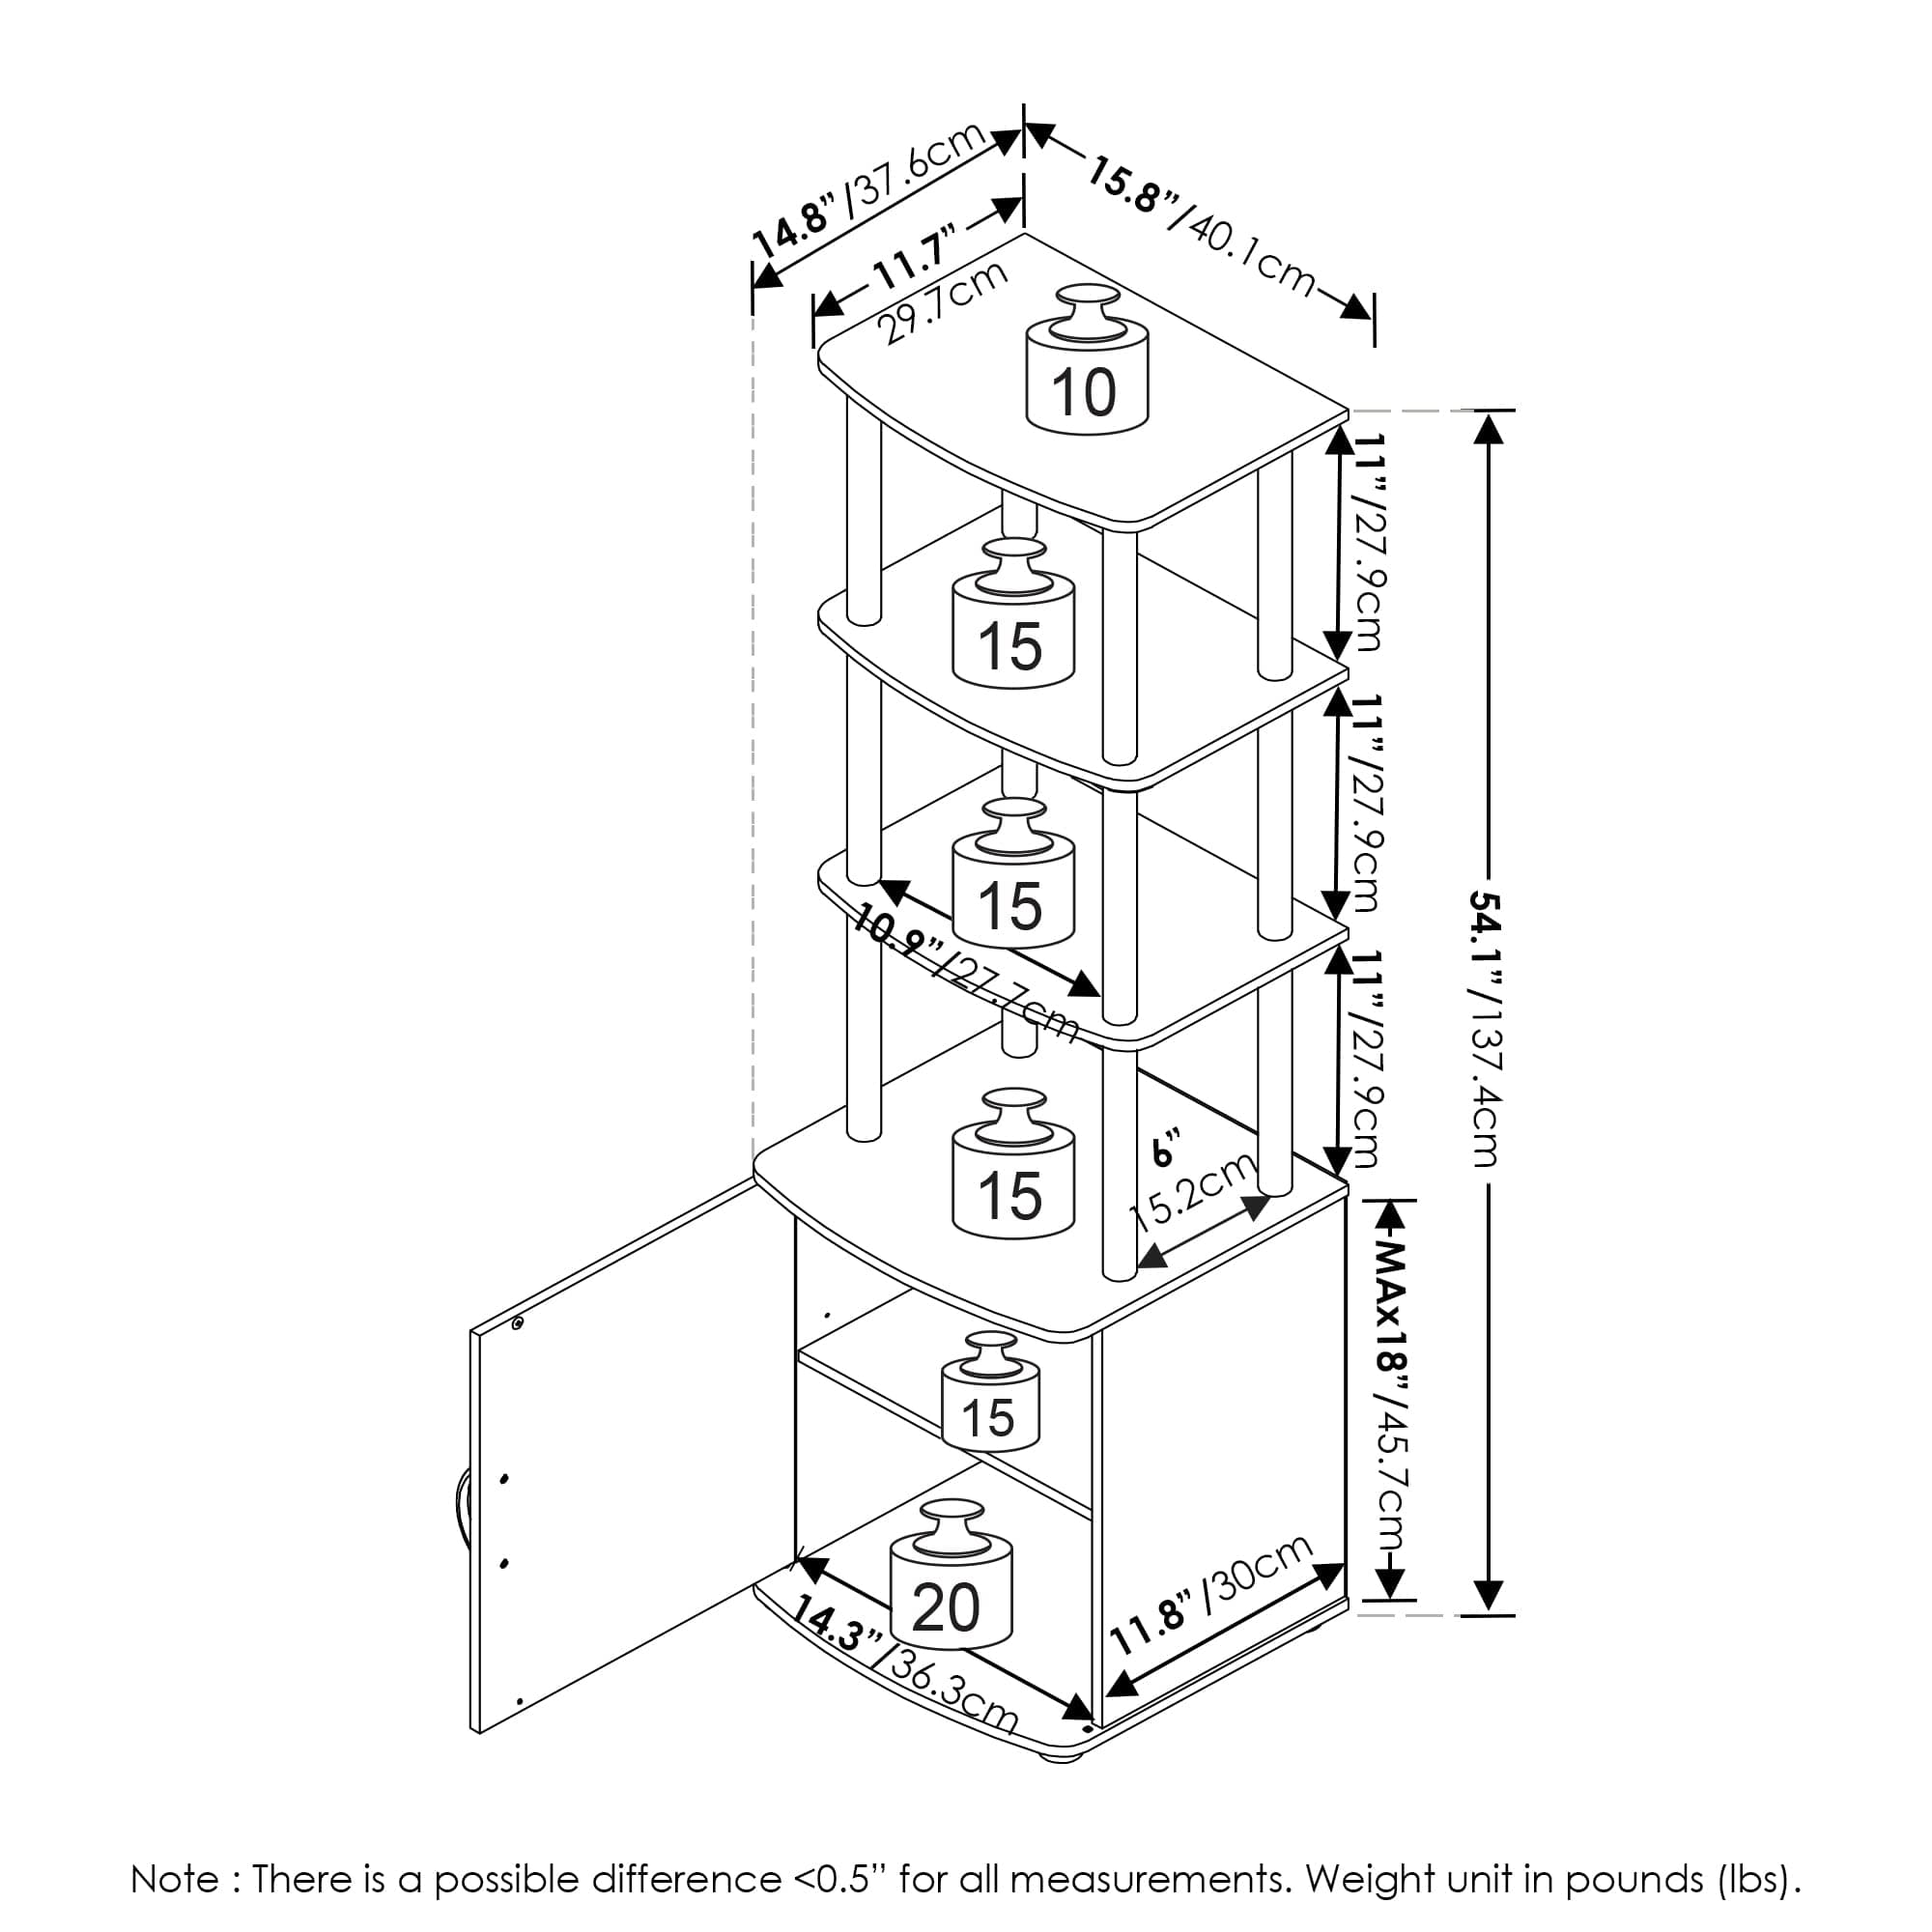 14.8”/37.6cm
15.8”/40.1cm
11.7”
29.7cm
10
11”/27.9cm
15
11”/27.9cm
15
10.9”/27.7cm
11”/27.9cm
54.1”/137.4cm
15
6”
15.2cm
MAx18”/45.7cm
15
20
14.3”/36.3cm
11.8”/30cm
Note : There is a possible difference <0.5” for all measurements. Weight unit in pounds (lbs).